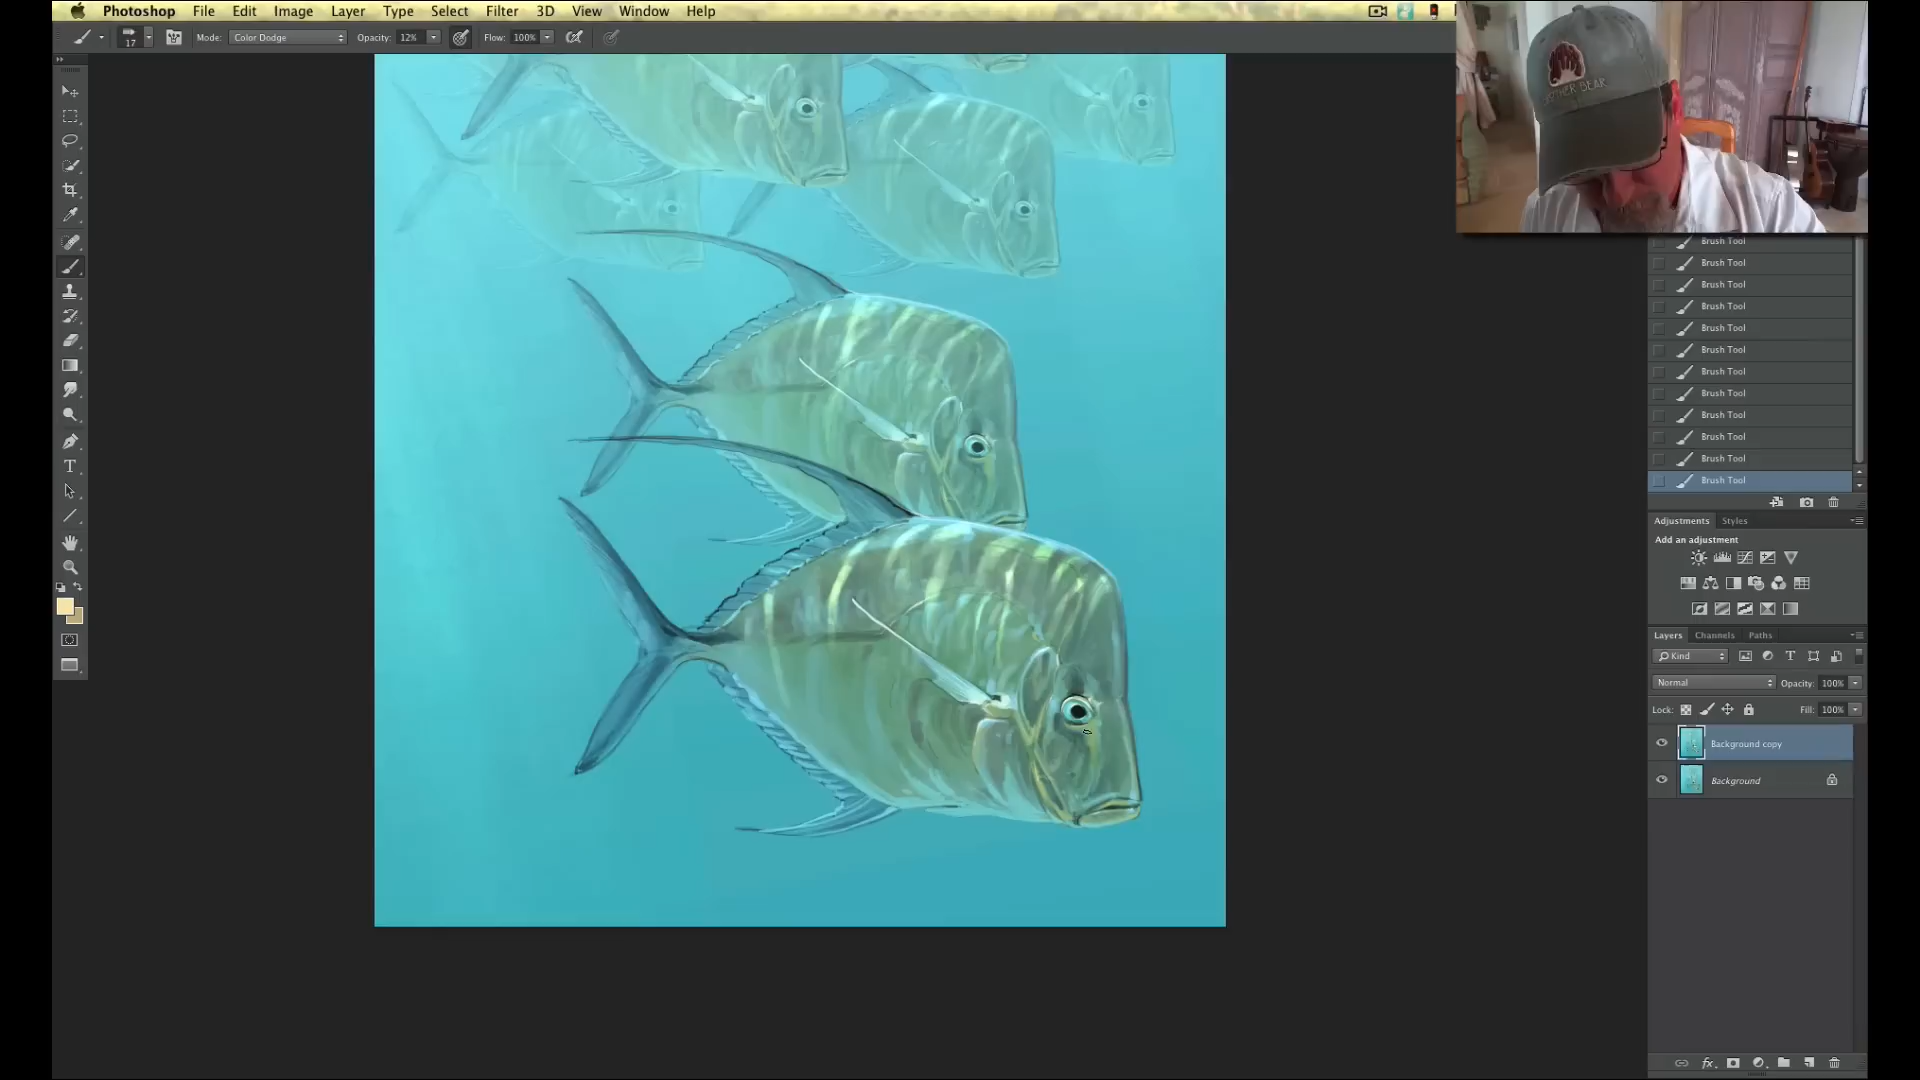 Photoshop File Edit Image Layer Type Select Filter 3D View Window Help
17 Mode: Color Dodge Opacity: 12% Flow: 100%
BEAR
Brush Tool
Brush Tool
Brush Tool
Brush Tool
Brush Tool
Brush Tool
Brush Tool
Brush Tool
Brush Tool
Brush Tool
Brush Tool
Brush Tool
Adjustments Styles
Add an adjustment
Layers Channels Paths
Kind
Normal Opacity: 100%
Lock: Fill: 100%
Background copy
Background